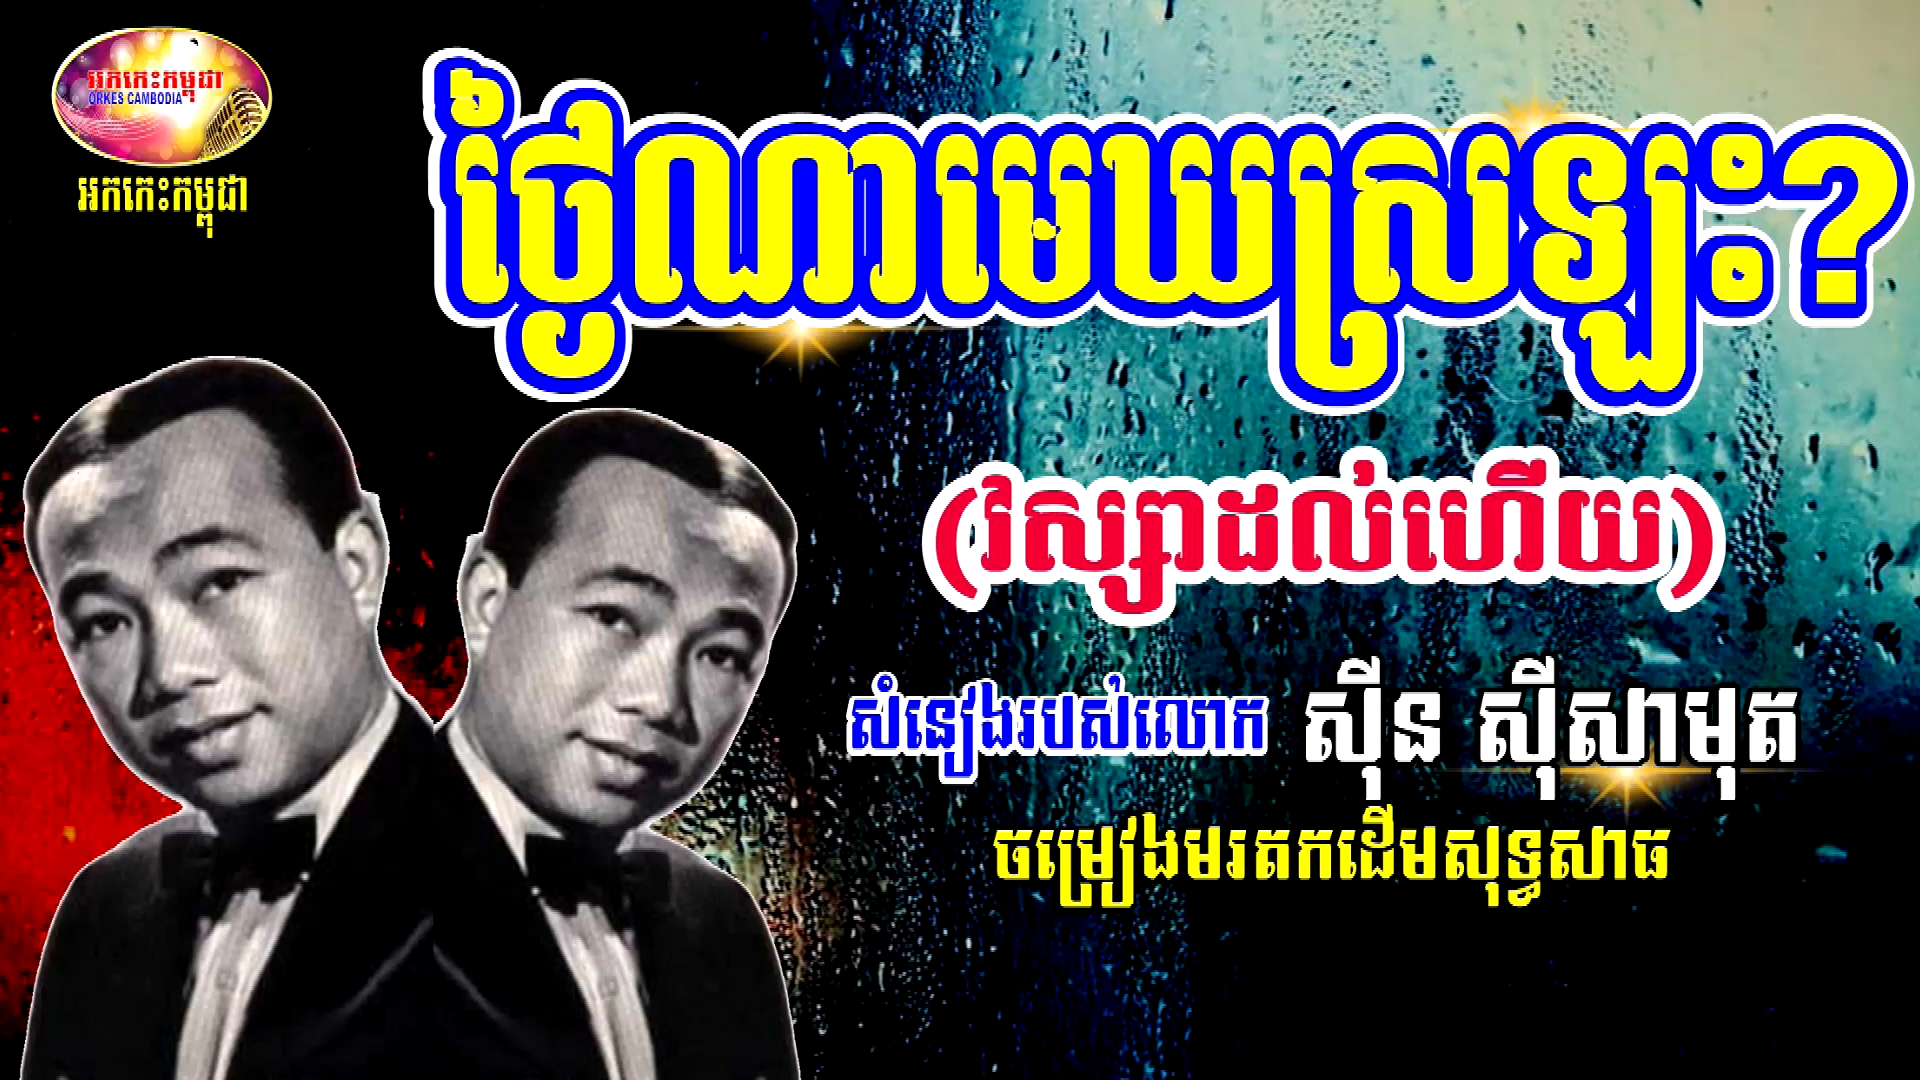 អកកេះកម្ពុជា
ORKES CAMBODIA
អកកេះកម្ពុជា
ថ្ងៃណាមេឃស្រឡះ?
(វស្សាដល់ហើយ)
សំនៀងរបស់លោក ស៊ីន ស៊ីសាមុត
ចម្រៀងមរតកដើមសុទ្ធសាធ